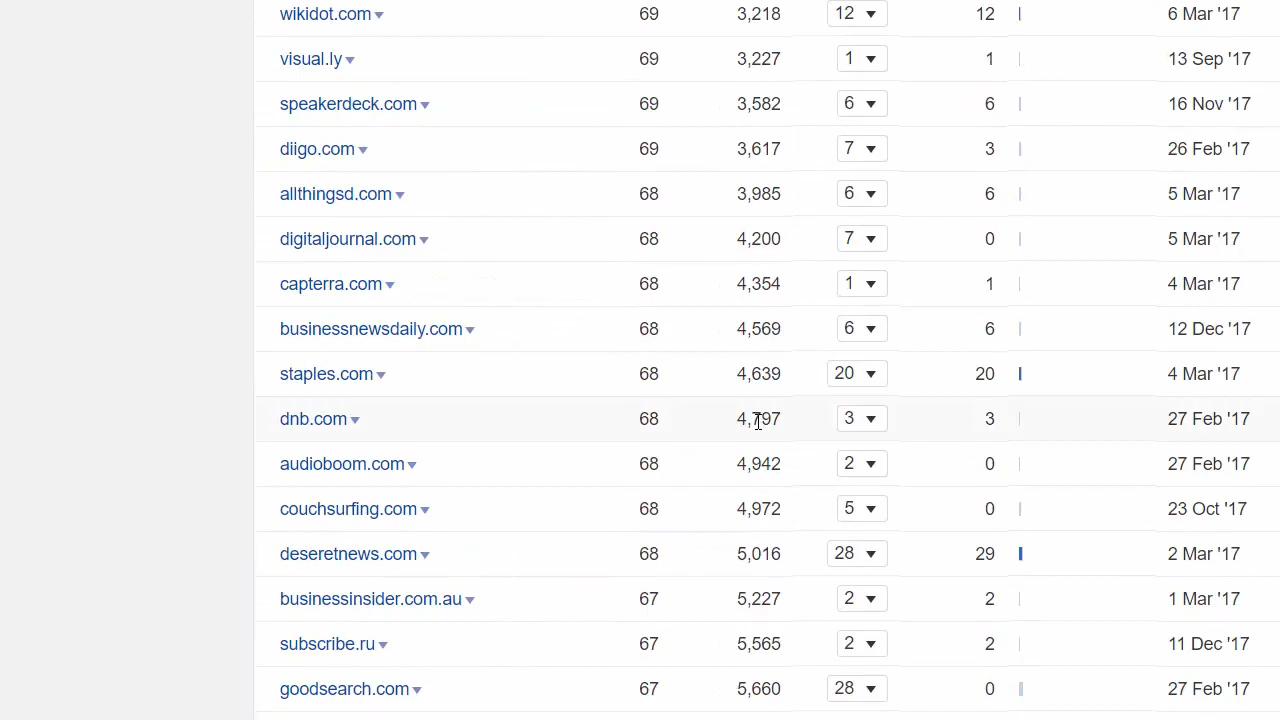 wikidot.com 69 3,218 12 12 6 Mar '17
visual.ly 69 3,227 1 1 13 Sep '17
speakerdeck.com 69 3,582 6 6 16 Nov '17
diigo.com 69 3,617 7 3 26 Feb '17
allthingsd.com 68 3,985 6 6 5 Mar '17
digitaljournal.com 68 4,200 7 0 5 Mar '17
capterra.com 68 4,354 1 1 4 Mar '17
businessnewsdaily.com 68 4,569 6 6 12 Dec '17
staples.com 68 4,639 20 20 4 Mar '17
dnb.com 68 4,797 3 3 27 Feb '17
audioboom.com 68 4,942 2 0 27 Feb '17
couchsurfing.com 68 4,972 5 0 23 Oct '17
deseretnews.com 68 5,016 28 29 2 Mar '17
businessinsider.com.au 67 5,227 2 2 1 Mar '17
subscribe.ru 67 5,565 2 2 11 Dec '17
goodsearch.com 67 5,660 28 0 27 Feb '17